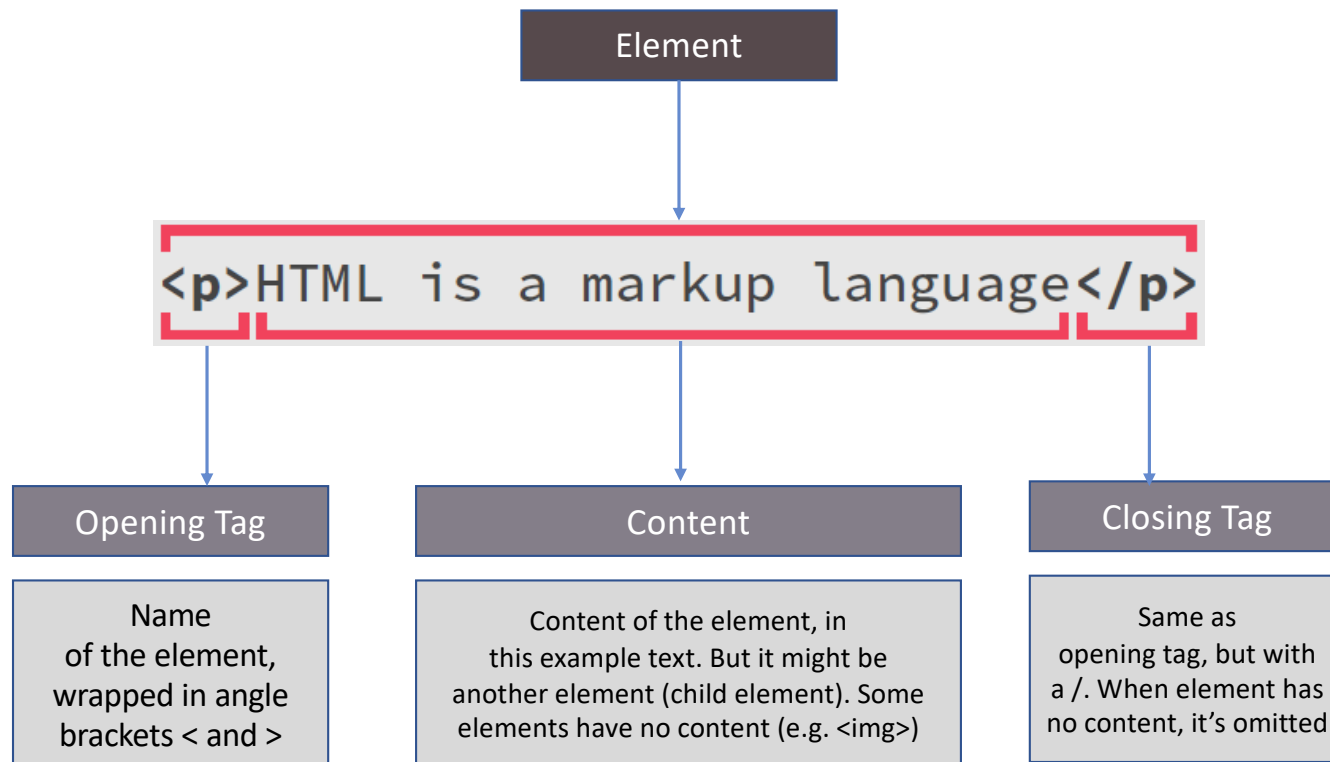 Element
<p>HTML is a markup language</p>
Opening Tag
Name
of the element,
wrapped in angle
brackets < and >
Content
Content of the element, in
this example text. But it might be
another element (child element). Some
elements have no content (e.g. <img>)
Closing Tag
Same as
opening tag, but with
a /. When element has
no content, it’s omitted